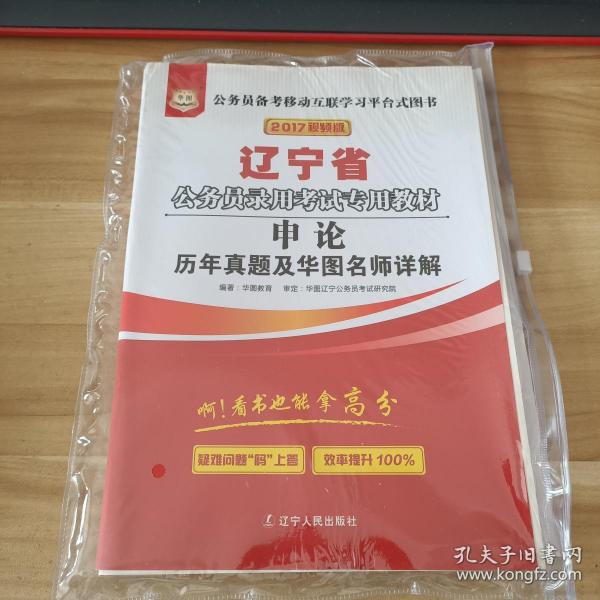 华图
公务员备考移动互联学习平台式图书
2017视频版
辽宁省
公务员录用考试专用教材
申论
历年真题及华图名师详解
编著：华图教育 审定：华图辽宁公务员考试研究院
啊！看书也能拿高分
疑难问题“码”上答 效率提升100%
辽宁人民出版社
孔夫子旧书网
www.kongfz.com